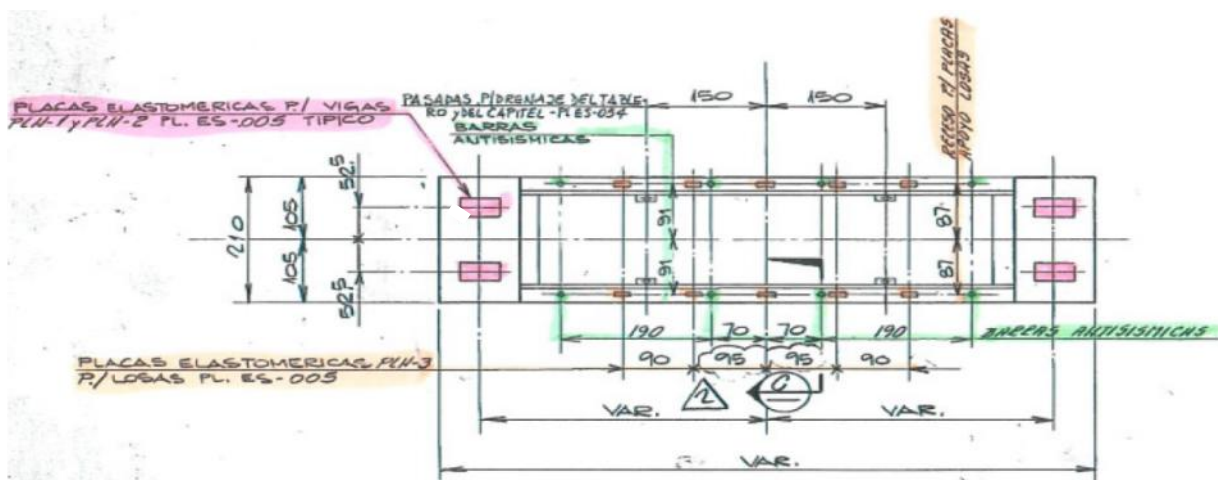 PLACAS ELASTOMERICAS P./ VIGAS
PLH-1 y PLH-2 PL. ES-005 TIPICO
PASADAS P/DRENAJE DEL TABLE-
RO y DEL CAPITEL - PL ES-034
BARRAS
ANTISISMICAS
150
150
RECESO P/ PLACAS
APOYO LOSAS
210
105
105
52.5
52.5
91
91
87
87
190
70
70
190
BARRAS ANTISISMICAS
PLACAS ELASTOMERICAS PLH-3
P./ LOSAS PL. ES-005
90
95
95
90
2
C
VAR.
VAR.
VAR.